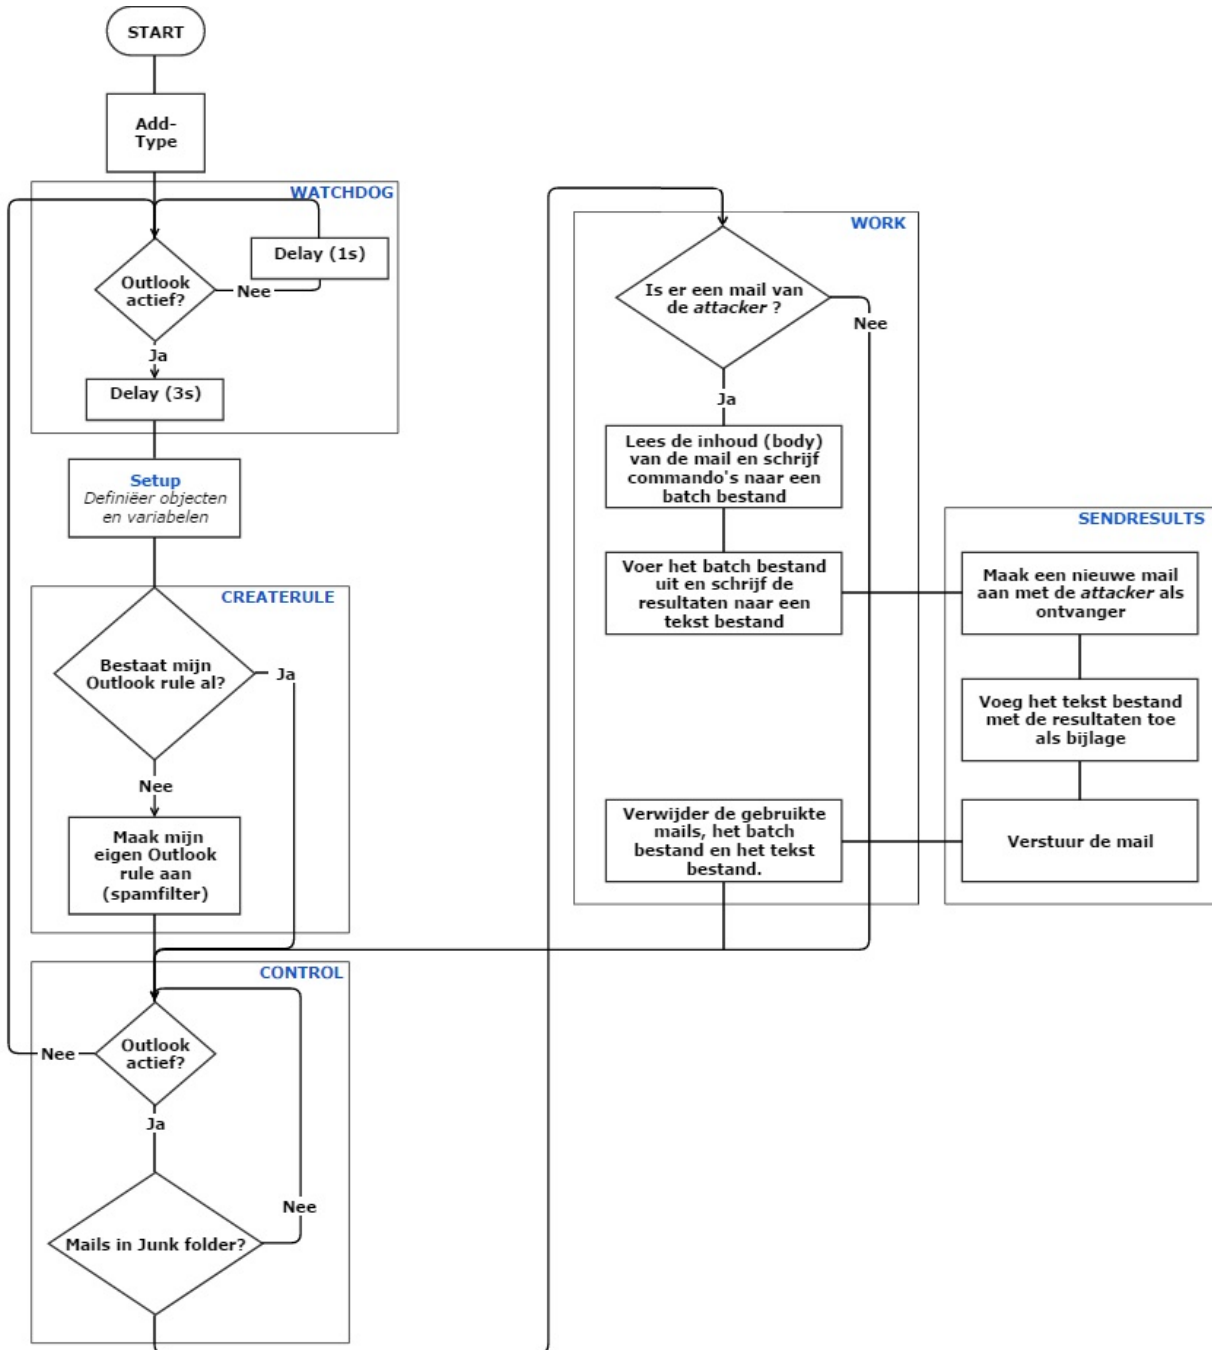 START
Add-
Type
WATCHDOG
Delay (1s)
Outlook
actief?
Nee
Ja
Delay (3s)
Setup
Definiëer objecten
en variabelen
CREATERULE
Bestaat mijn
Outlook rule al?
Ja
Nee
Maak mijn
eigen Outlook
rule aan
(spamfilter)
CONTROL
Outlook
actief?
Nee
Ja
Nee
Mails in Junk folder?
WORK
Is er een mail van
de attacker ?
Nee
Ja
Lees de inhoud (body)
van de mail en schrijf
commando's naar een
batch bestand
Voer het batch bestand
uit en schrijf de
resultaten naar een
tekst bestand
SENDRESULTS
Maak een nieuwe mail
aan met de attacker als
ontvanger
Voeg het tekst bestand
met de resultaten toe
als bijlage
Verstuur de mail
Verwijder de gebruikte
mails, het batch
bestand en het tekst
bestand.